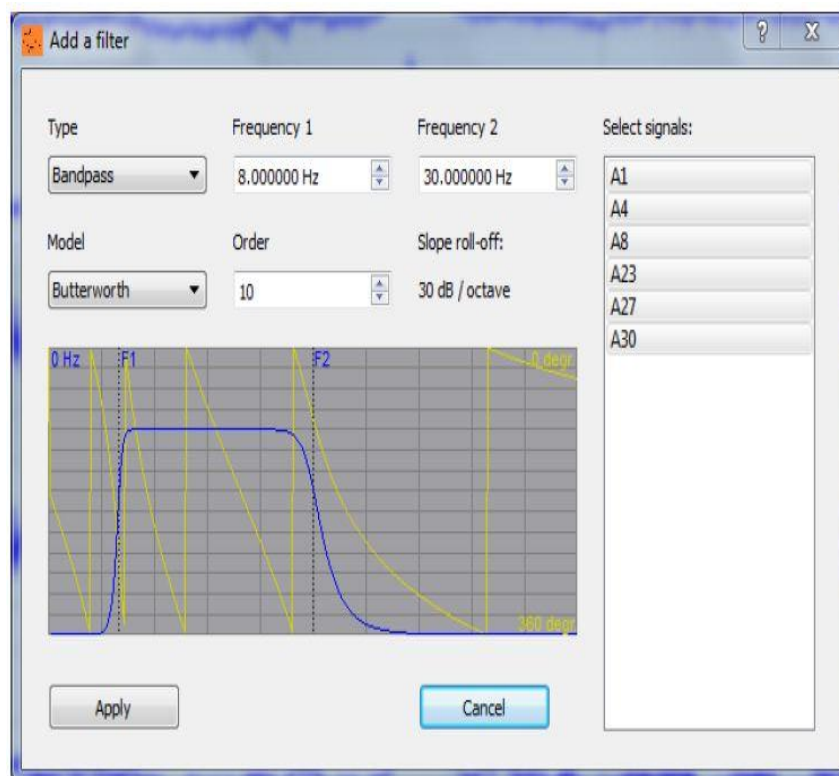 Add a filter
?
X
Type
Frequency 1
Frequency 2
Select signals:
Bandpass
8.000000 Hz
30.000000 Hz
A1
A4
Model
Order
Slope roll-off:
A8
Butterworth
10
30 dB / octave
A23
A27
A30
0 Hz
F1
F2
0 degr.
360 degr.
Apply
Cancel